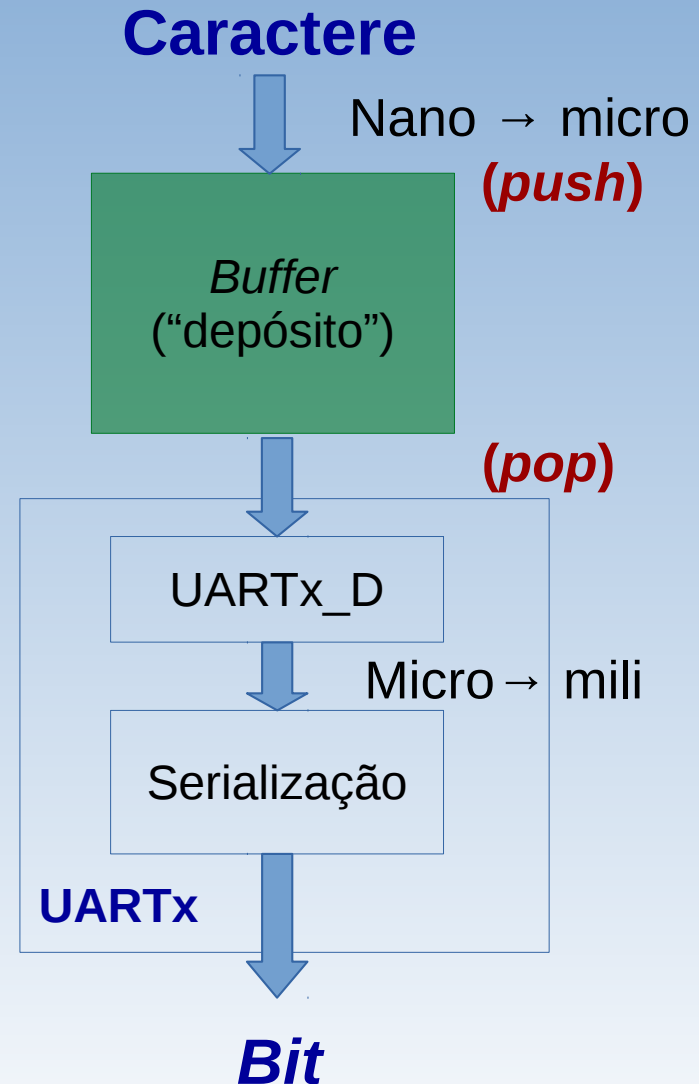 Caractere
Nano → micro
(push)
Buffer
(“depósito”)
(pop)
UARTx_D
Micro→ mili
Serialização
UARTx
Bit